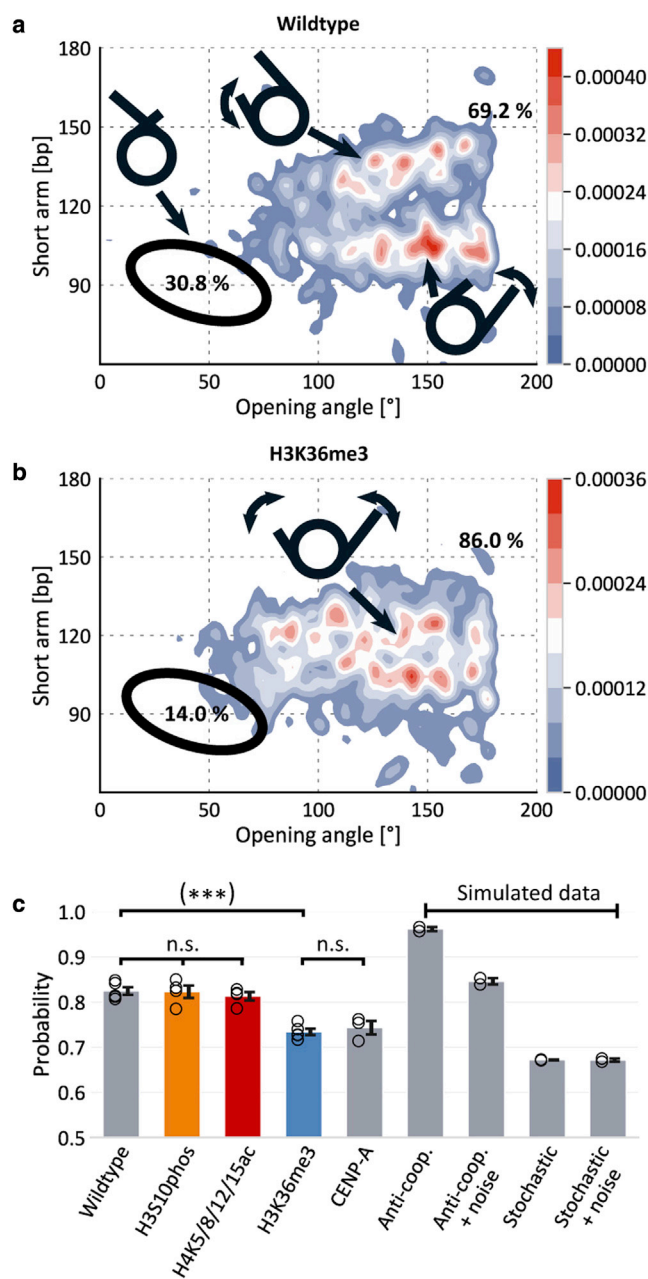 a
Wildtype
180
150
120
90
Short arm [bp]
69.2 %
30.8 %
0 50 100 150 200
Opening angle [°]
0.00040
0.00032
0.00024
0.00016
0.00008
0.00000
b
H3K36me3
180
150
120
90
Short arm [bp]
86.0 %
14.0 %
0 50 100 150 200
Opening angle [°]
0.00036
0.00024
0.00012
0.00000
c
(***)
Simulated data
n.s. n.s.
1.0
0.9
0.8
0.7
0.6
0.5
Probability
Wildtype
H3S10phos
H4K5/8/12/15ac
H3K36me3
CENP-A
Anti-coop.
Anti-coop.
+ noise
Stochastic
Stochastic
+ noise